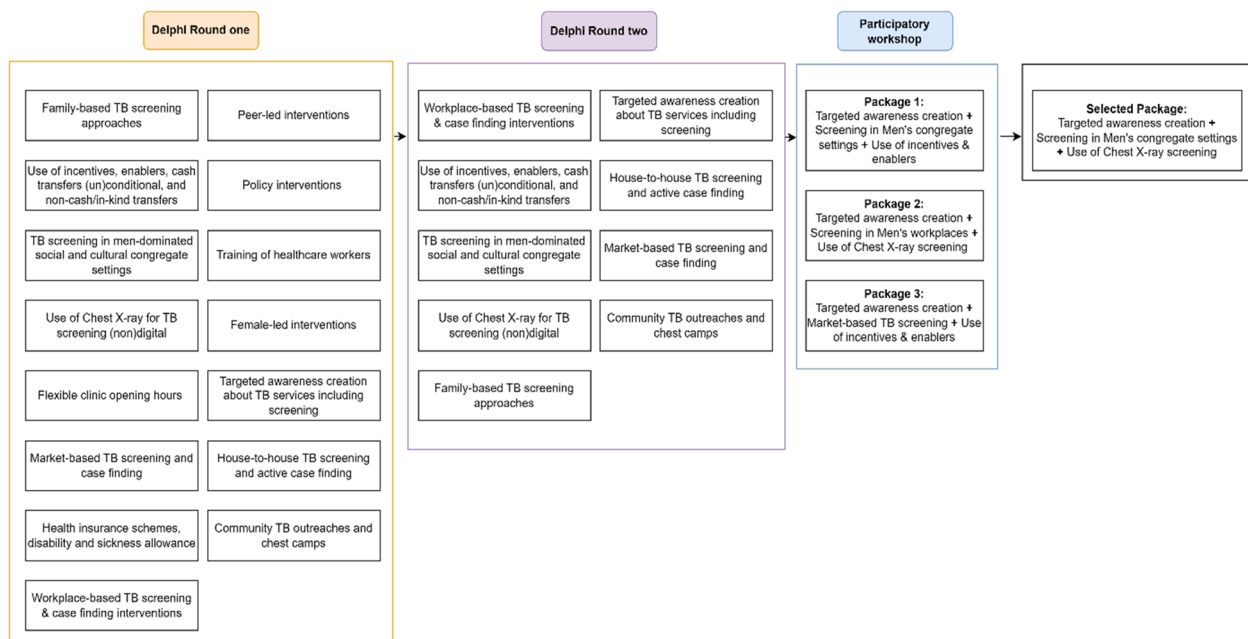 Delphi Round one
Family-based TB screening
approaches
Peer-led interventions
Use of incentives, enablers, cash
transfers (un)conditional, and
non-cash/in-kind transfers
Policy interventions
TB screening in men-dominated
social and cultural congregate
settings
Training of healthcare workers
Use of Chest X-ray for TB
screening (non)digital
Female-led interventions
Flexible clinic opening hours
Targeted awareness creation
about TB services including
screening
Market-based TB screening and
case finding
House-to-house TB screening
and active case finding
Health insurance schemes,
disability and sickness allowance
Community TB outreaches and
chest camps
Workplace-based TB screening
& case finding interventions
Delphi Round two
Workplace-based TB screening
& case finding interventions
Targeted awareness creation
about TB services including
screening
Use of incentives, enablers, cash
transfers (un)conditional, and
non-cash/in-kind transfers
House-to-house TB screening
and active case finding
TB screening in men-dominated
social and cultural congregate
settings
Market-based TB screening and
case finding
Use of Chest X-ray for TB
screening (non)digital
Community TB outreaches and
chest camps
Family-based TB screening
approaches
Participatory
workshop
Package 1:
Targeted awareness creation +
Screening in Men's congregate
settings + Use of incentives &
enablers
Package 2:
Targeted awareness creation +
Screening in Men's workplaces +
Use of Chest X-ray screening
Package 3:
Targeted awareness creation +
Market-based TB screening + Use
of incentives & enablers
Selected Package:
Targeted awareness creation +
Screening in Men's congregate settings
+ Use of Chest X-ray screening